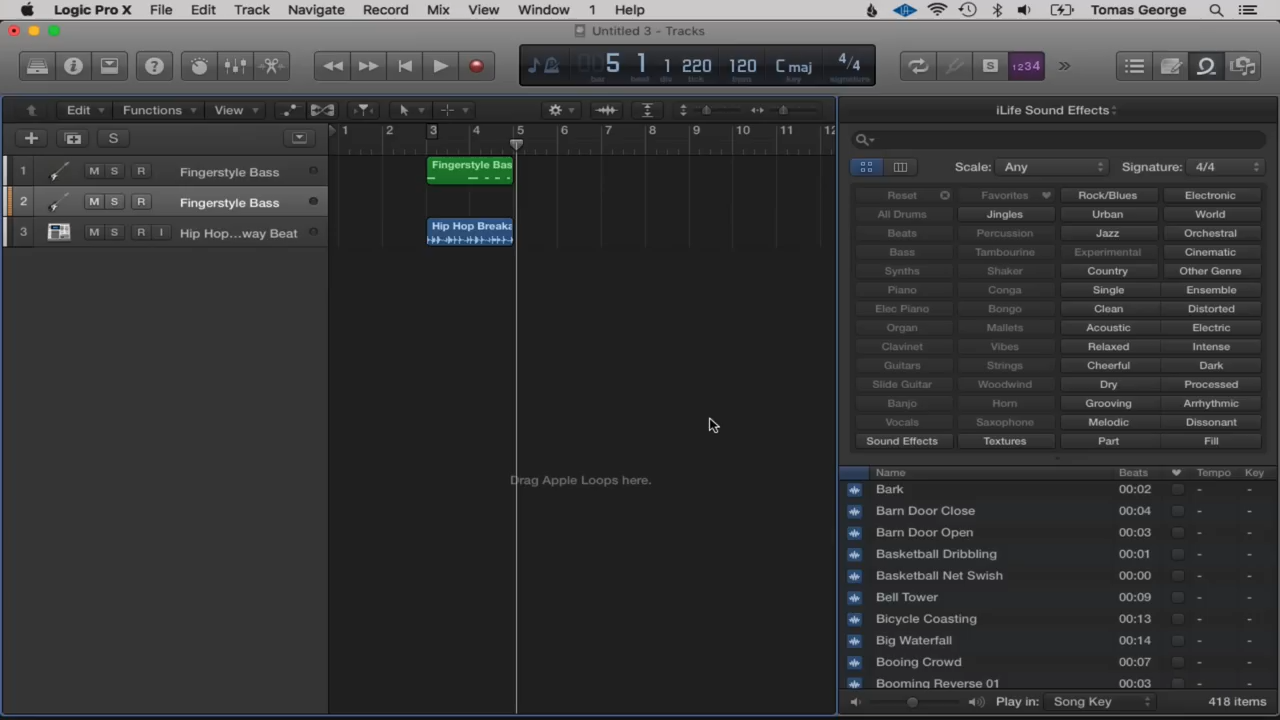 Logic Pro X File Edit Track Navigate Record Mix View Window 1 Help Tomas George
Untitled 3 - Tracks
5 1 1 220 120 C maj 4/4
bar beat div tick key signature
1234
Edit Functions View
iLife Sound Effects
1 2 3 4 5 6 7 8 9 10 11 12
S
Scale: Any Signature: 4/4
1 M S R Fingerstyle Bass
Fingerstyle Bas
2 M S R Fingerstyle Bass
3 M S R I Hip Hop...way Beat
Hip Hop Breaka
Reset Favorites Rock/Blues Electronic
All Drums Jingles Urban World
Beats Percussion Jazz Orchestral
Bass Tambourine Experimental Cinematic
Synths Shaker Country Other Genre
Piano Conga Single Ensemble
Elec Piano Bongo Clean Distorted
Organ Mallets Acoustic Electric
Clavinet Vibes Relaxed Intense
Guitars Strings Cheerful Dark
Slide Guitar Woodwind Dry Processed
Banjo Horn Grooving Arrhythmic
Vocals Saxophone Melodic Dissonant
Sound Effects Textures Part Fill
Drag Apple Loops here.
Name Beats Tempo Key
Bark 00:02 - -
Barn Door Close 00:04 - -
Barn Door Open 00:03 - -
Basketball Dribbling 00:01 - -
Basketball Net Swish 00:00 - -
Bell Tower 00:09 - -
Bicycle Coasting 00:13 - -
Big Waterfall 00:14 - -
Booing Crowd 00:07 - -
Booming Reverse 01 00:03 - -
Play in: Song Key 418 items